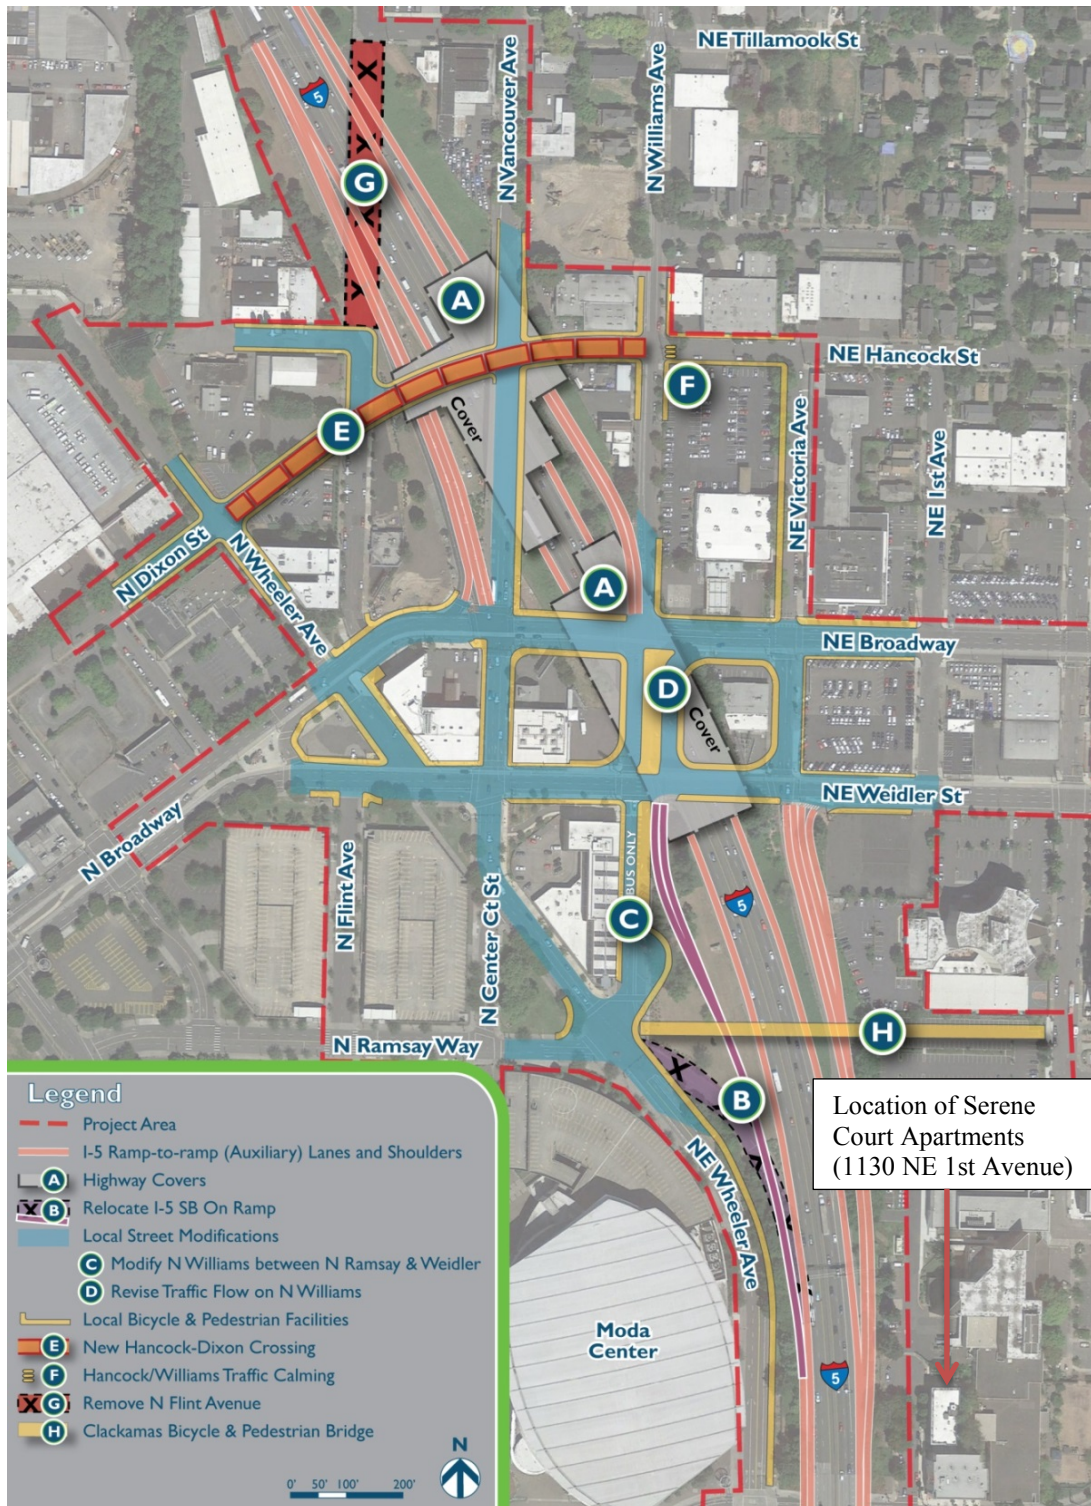 NE Tillamook St
N Vancouver Ave
N Williams Ave
5
G
A
NE Hancock St
F
E
Cover
NE Victoria Ave
NE 1st Ave
N Dixon St
N Wheeler Ave
A
NE Broadway
D
Cover
NE Weidler St
N Broadway
N Flint Ave
N Center Ct St
BUS ONLY
5
C
N Ramsay Way
H
B
NE Wheeler Ave
Location of Serene
Court Apartments
(1130 NE 1st Avenue)
Moda
Center
5
Legend
Project Area
I-5 Ramp-to-ramp (Auxiliary) Lanes and Shoulders
A Highway Covers
X B Relocate I-5 SB On Ramp
Local Street Modifications
C Modify N Williams between N Ramsay & Weidler
D Revise Traffic Flow on N Williams
Local Bicycle & Pedestrian Facilities
E New Hancock-Dixon Crossing
F Hancock/Williams Traffic Calming
X G Remove N Flint Avenue
H Clackamas Bicycle & Pedestrian Bridge
N
0' 50' 100' 200'